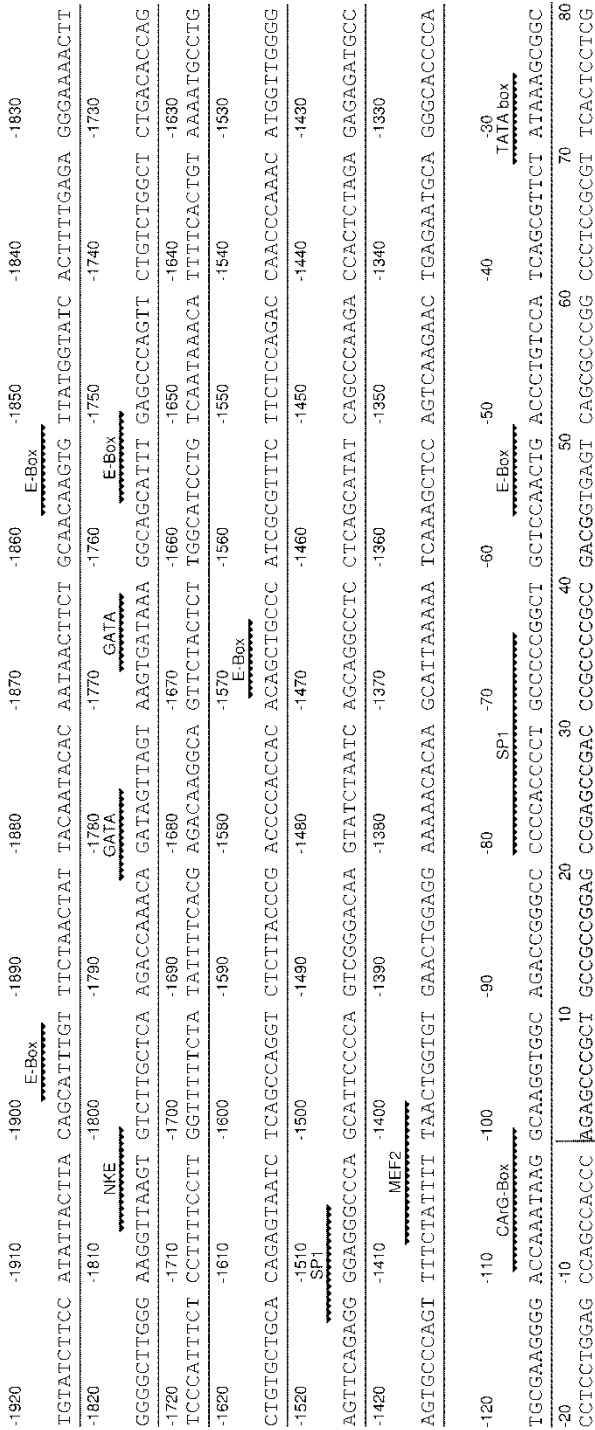 -1920 -1910 -1900 -1890 -1880 -1870 -1860 -1850 -1840 -1830
E-Box E-Box
TGTATCTTCC ATATTACTTA CAGCATTTGT TTCTAACTAT TACAATACAC AATAACTTCT GCAACAAGTG TTATGGTATC ACTTTTGAGA GGGAAAACTT
-1820 -1810 -1800 -1790 -1780 -1770 -1760 -1750 -1740 -1730
NKE GATA GATA E-Box
GGGGCTTGGG AAGGTTAAGT GTCTTGCTCA AGACCAAACA GATAGTTAGT AAGTGATAAA GGCAGCATTT GAGCCCAGTT CTGTCTGGCT CTGACACCAG
-1720 -1710 -1700 -1690 -1680 -1670 -1660 -1650 -1640 -1630
TCCCATTTCT CCTTTTCCTT GGTTTTTCTA TATTTTCACG AGACAAGGCA GTTCTACTCT TGGCATCCTG TCAATAAACA TTTTCACTGT AAAATGCCTG
-1620 -1610 -1600 -1590 -1580 -1570 -1560 -1550 -1540 -1530
E-Box
CTGTGCTGCA CAGAGTAATC TCAGCCAGGT CTCTTACCCG ACCCCACCAC ACAGCTGCCC ATCGCGTTTC TTCTCCAGAC CAACCCAAAC ATGGTTGGGG
-1520 -1510 -1500 -1490 -1480 -1470 -1460 -1450 -1440 -1430
SP1
AGTTCAGAGG GGAGGGCCCA GCATTCCCCA GTCGGGACAA GTATCTAATC AGCAGGCCTC CTCAGCATAT CAGCCCAAGA CCACTCTAGA GAGAGATGCC
-1420 -1410 -1400 -1390 -1380 -1370 -1360 -1350 -1340 -1330
MEF2
AGTGCCCAGT TTTCTATTTT TAACTGGTGT GAACTGGAGG AAAAACACAA GCATTAAAAA TCAAAGCTCC AGTCAAGAAC TGAGAATGCA GGGCACCCCA
-120 -110 -100 -90 -80 -70 -60 -50 -40 -30
CArG-Box SP1 E-Box TATA box
TGCGAAGGGG ACCAAATAAG GCAAGGTGGC AGACCGGGCC CCCCACCCCT GCCCCCGGCT GCTCCAACTG ACCCTGTCCA TCAGCGTTCT ATAAAGCGGC
-20 -10 10 20 30 40 50 60 70 80
CCTCCTGGAG CCAGCCACCC AGAGCCCGCT GCCGCCGGAG CCGAGCCGAC CCGCCCCGCC GACGGTGAGT CAGCGCCCGG CCCTCCGCGT TCACTCCTCG